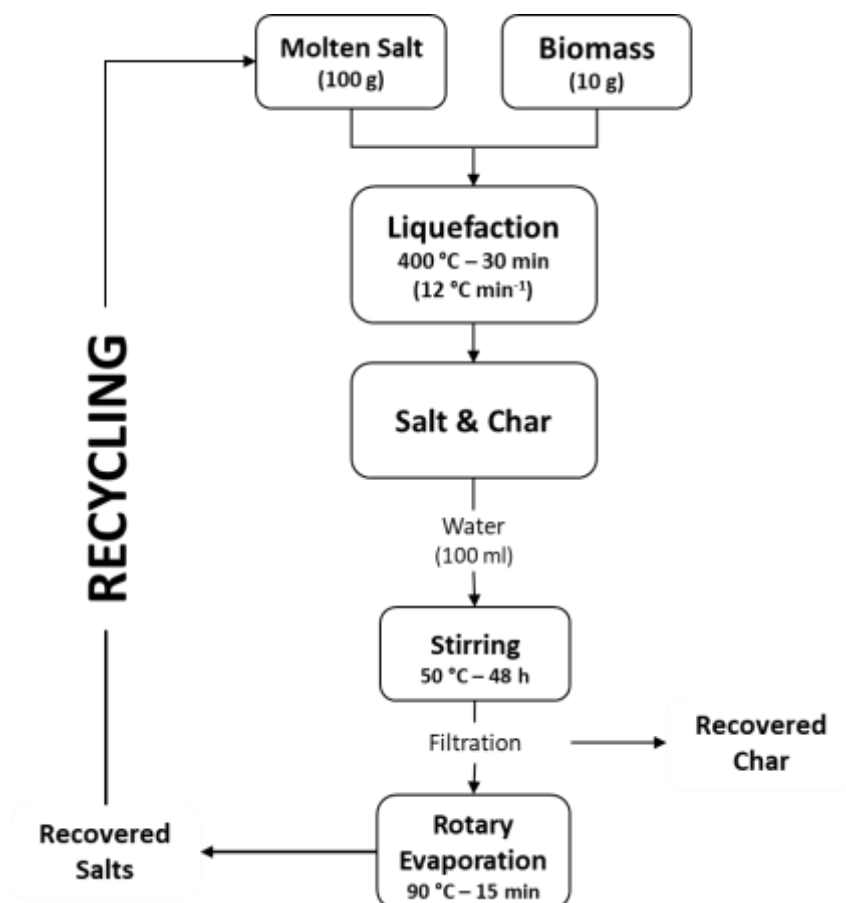 Molten Salt
(100 g)
Biomass
(10 g)
Liquefaction
400 °C – 30 min
(12 °C min⁻¹)
Salt & Char
RECYCLING
Water
(100 ml)
Stirring
50 °C – 48 h
Filtration
Recovered
Char
Rotary
Evaporation
90 °C – 15 min
Recovered
Salts